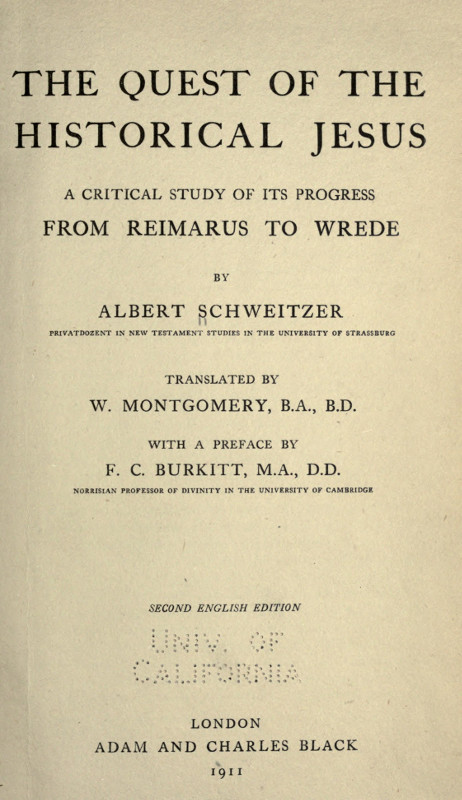 THE QUEST OF THE
HISTORICAL JESUS
A CRITICAL STUDY OF ITS PROGRESS
FROM REIMARUS TO WREDE
BY
ALBERT SCHWEITZER
PRIVATDOZENT IN NEW TESTAMENT STUDIES IN THE UNIVERSITY OF STRASSBURG
TRANSLATED BY
W. MONTGOMERY, B.A., B.D.
WITH A PREFACE BY
F. C. BURKITT, M.A., D.D.
NORRISIAN PROFESSOR OF DIVINITY IN THE UNIVERSITY OF CAMBRIDGE
SECOND ENGLISH EDITION
UNIV. OF
CALIFORNIA
LONDON
ADAM AND CHARLES BLACK
1911